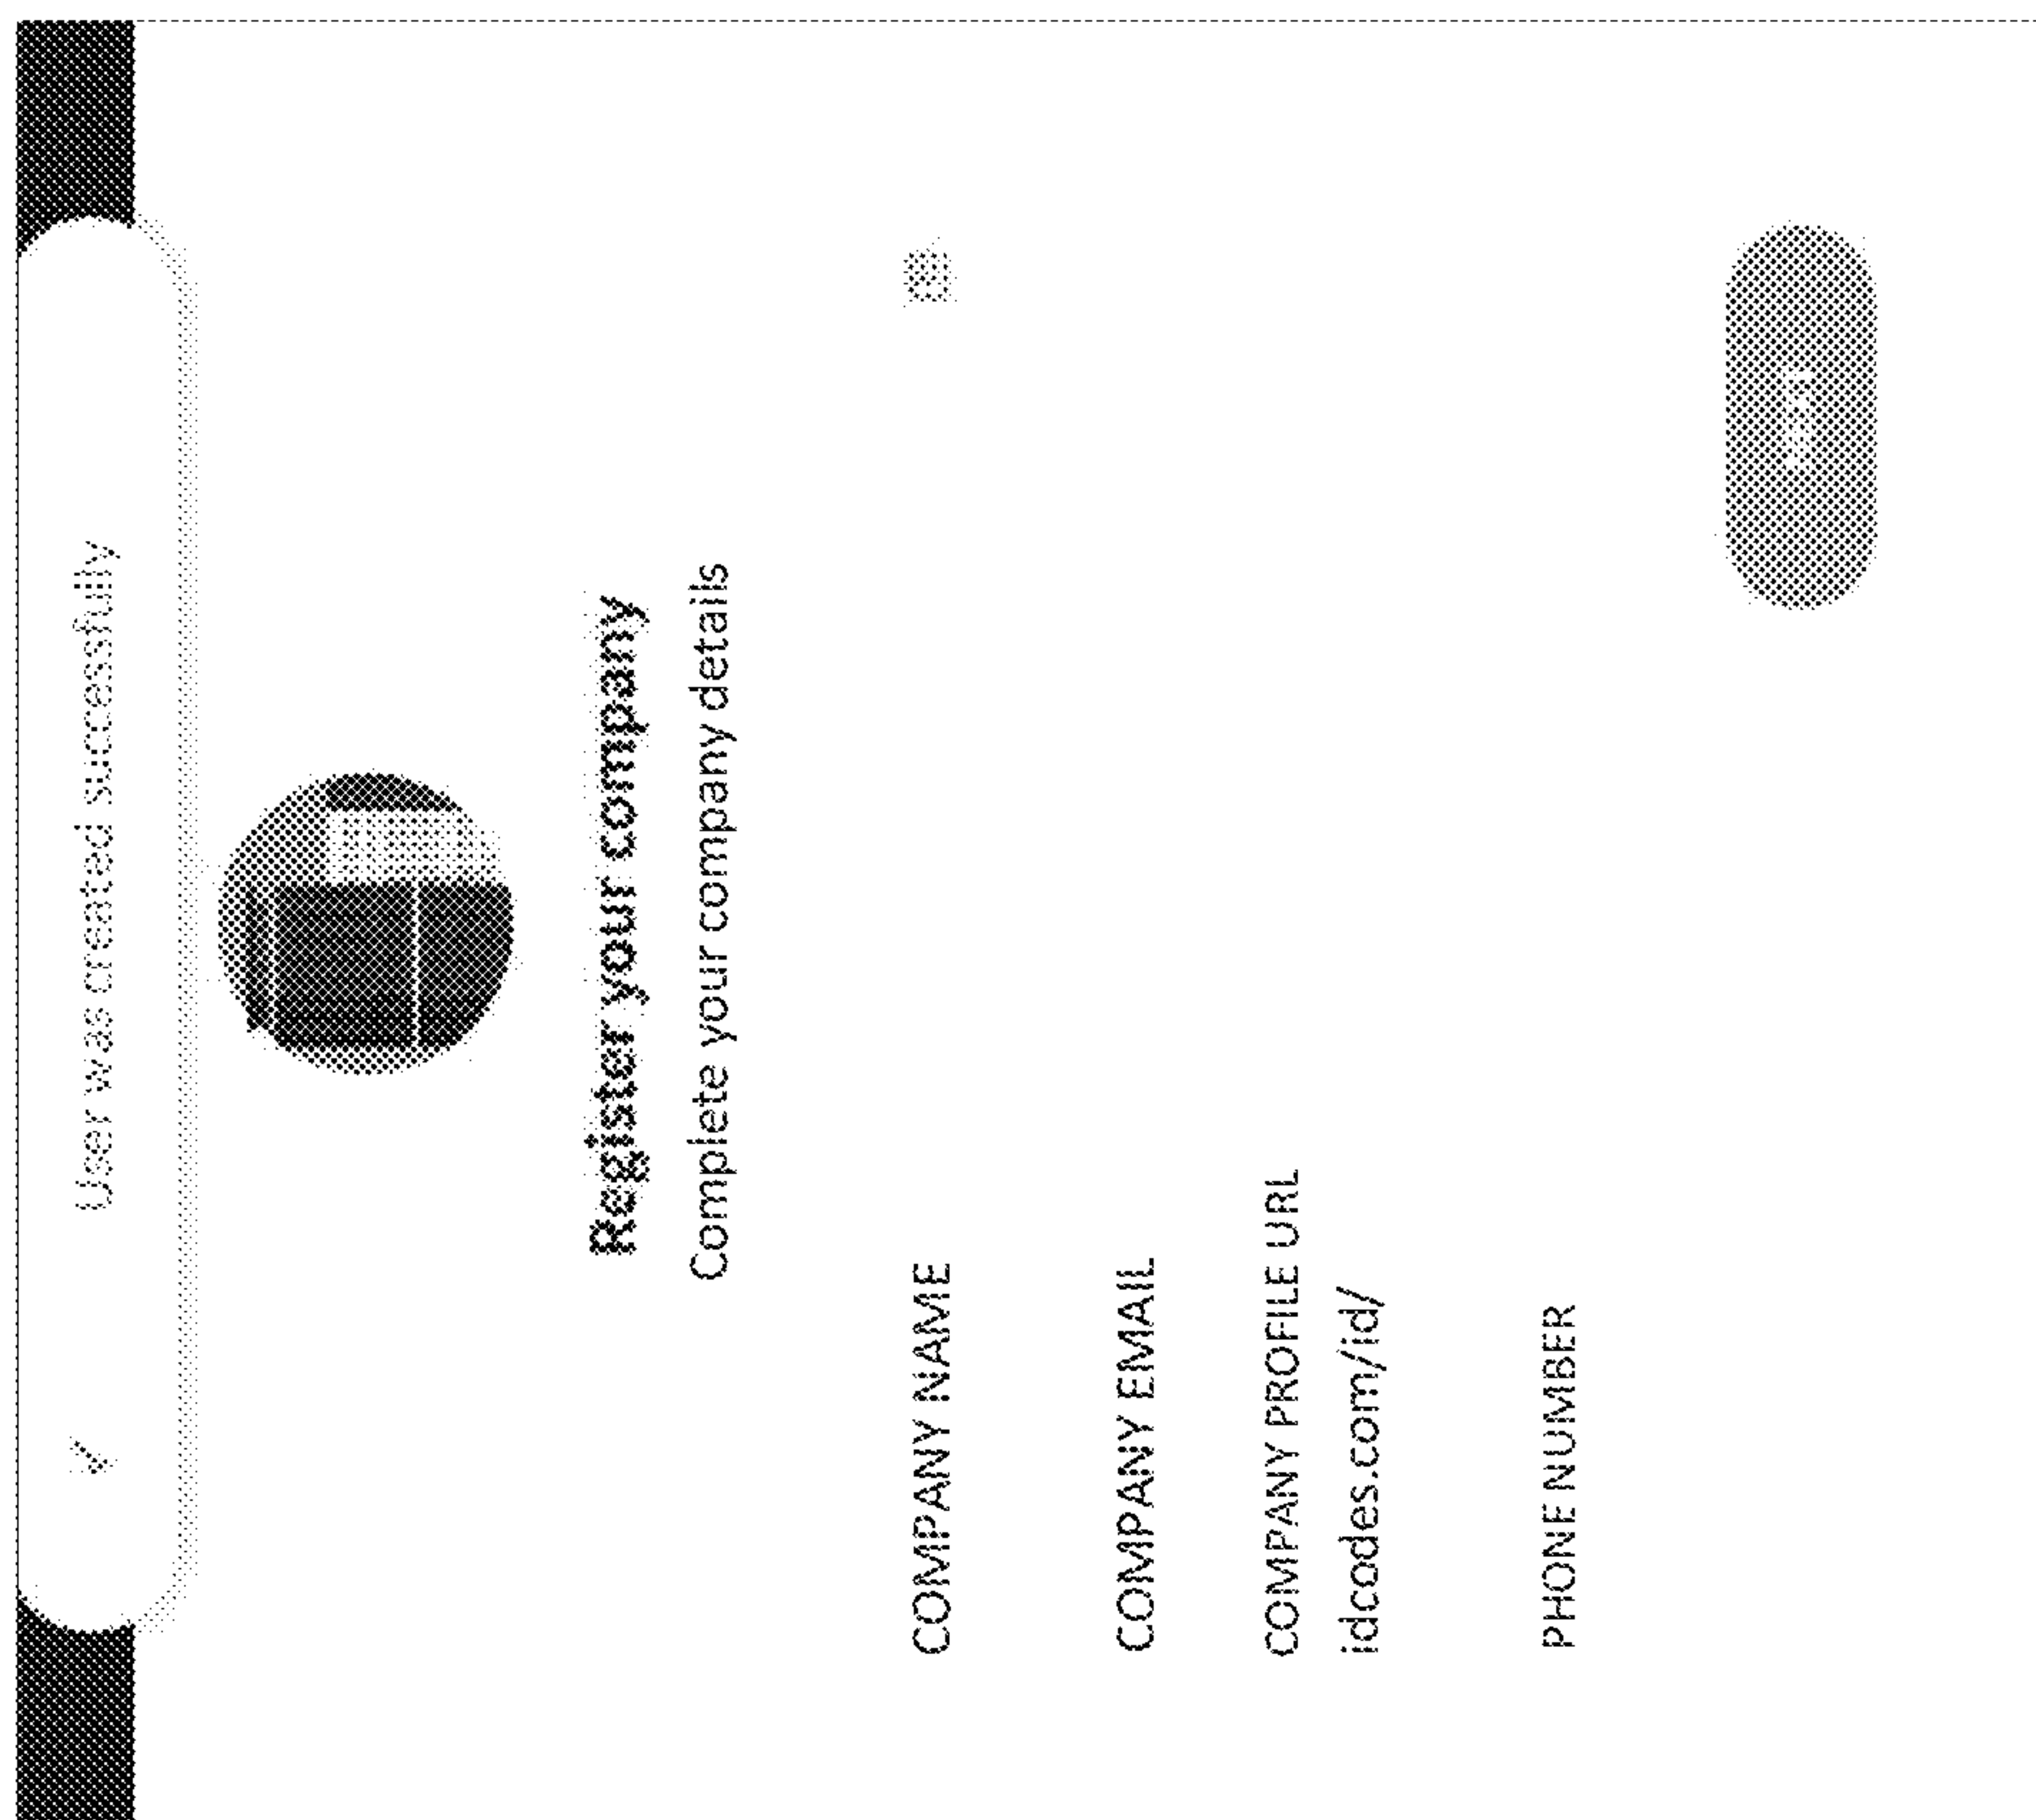 User was created successfully
Register your company
Complete your company details
COMPANY NAME
COMPANY EMAIL
COMPANY PROFILE URL
idcodes.com/id/
PHONE NUMBER